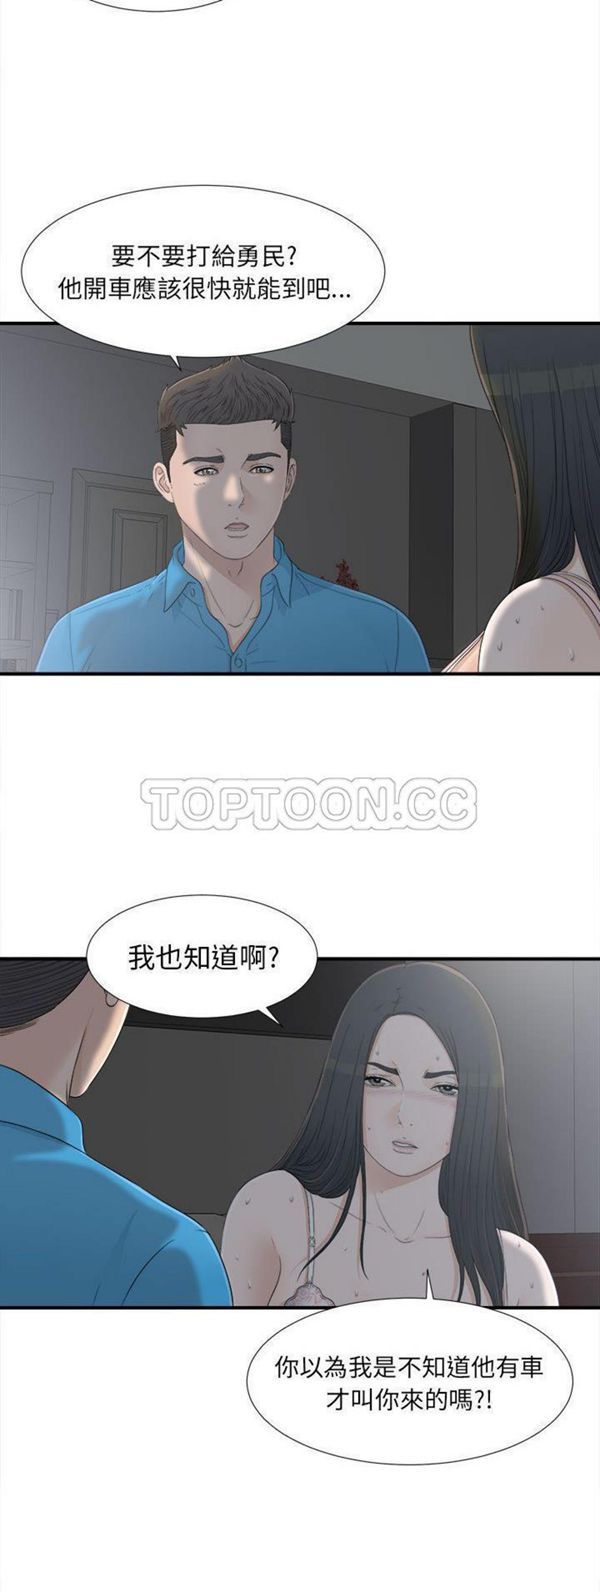 要不要打給勇民?
他開車應該很快就能到吧...
TOPTOON.CC
我也知道啊?
你以為我是不知道他有車
才叫你來的嗎?!